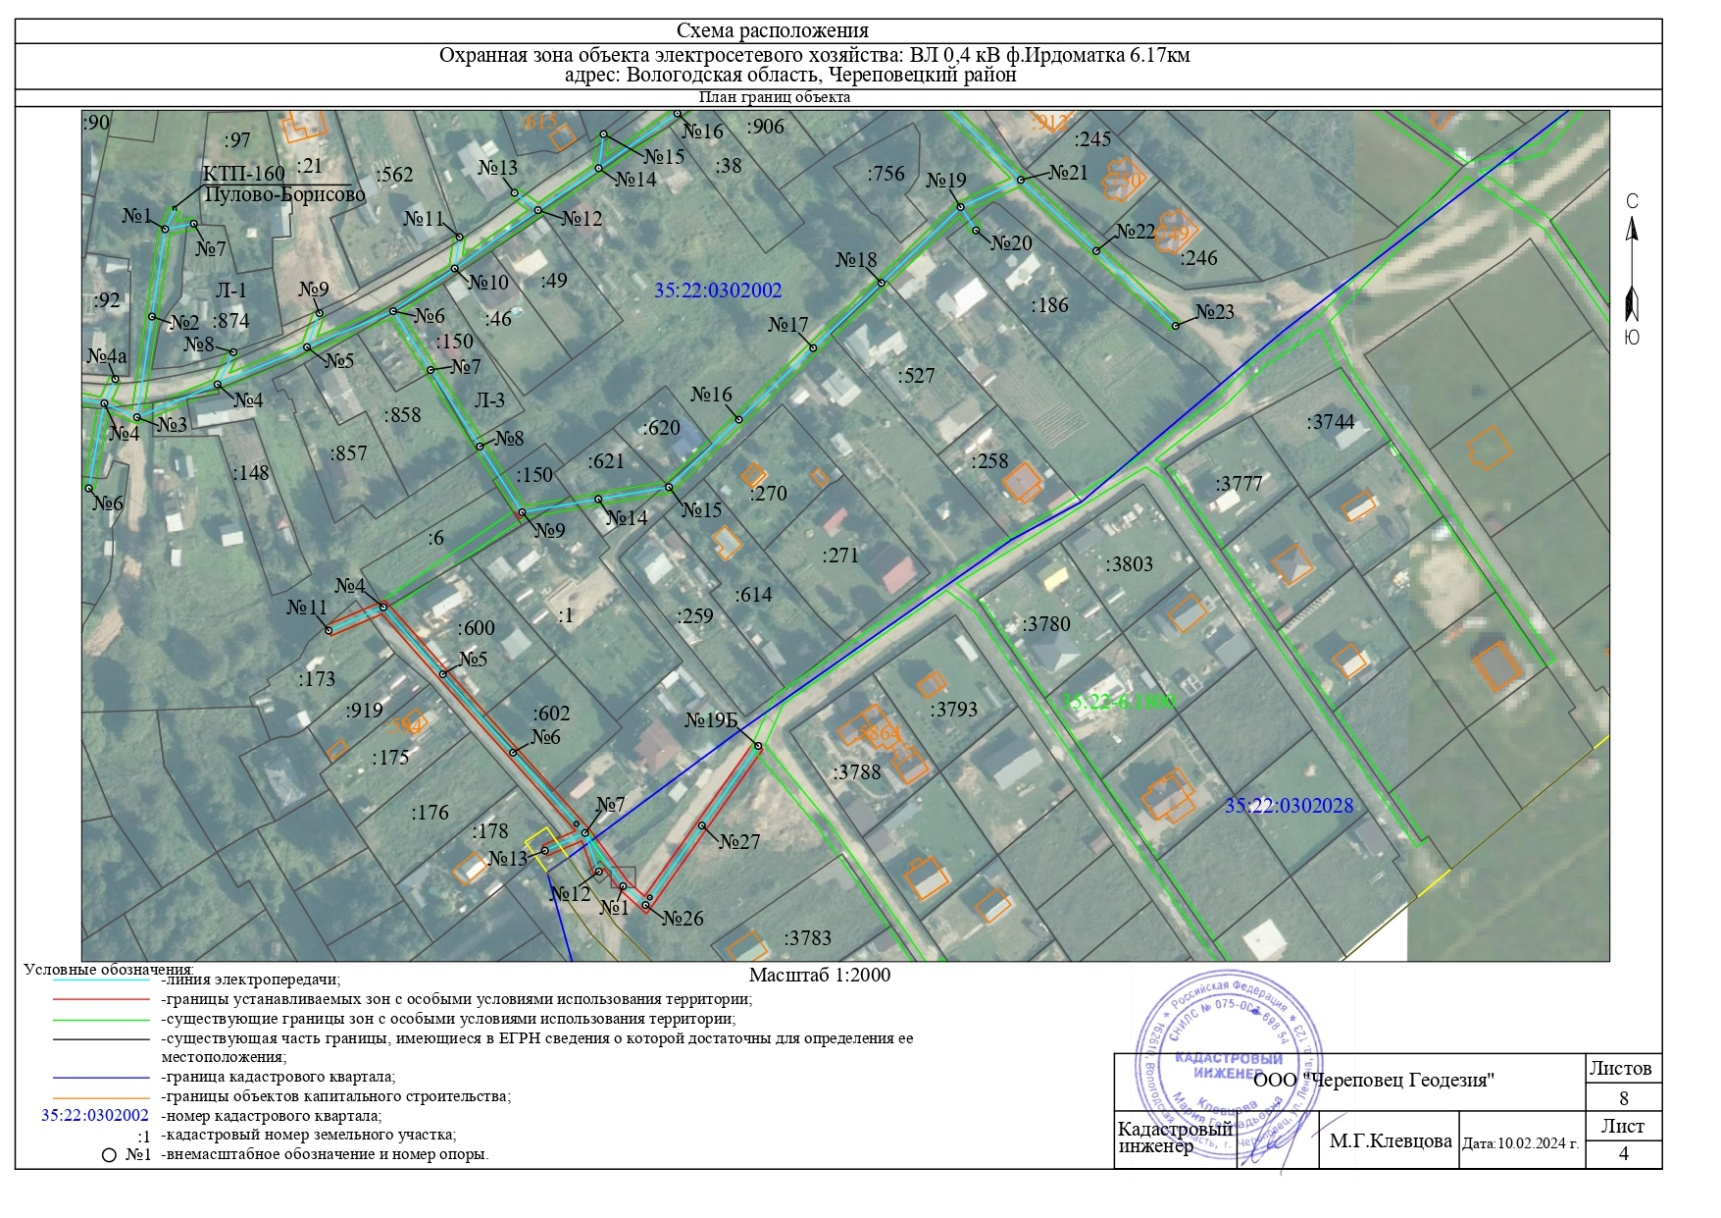 Схема расположения
Охранная зона объекта электросетевого хозяйства: ВЛ 0,4 кВ ф.Ирдоматка 6.17км
адрес: Вологодская область, Череповецкий район
План границ объекта
:90
:97
:21
КТП-160
Пулово-Борисово
:562
№13
:615
№15
№14
№16
:906
:38
:756
:912
:245
№21
:750
№19
№20
№22
:749
:246
С
Ю
№1
№7
№11
№12
№10
:49
35:22:0302002
№18
:186
№23
:92
Л-1
№9
№2
:874
№8
№6
:46
№5
:150
№7
№17
:527
№4а
№4
№3
№4
Л-3
:858
№16
:620
:3744
:857
№8
:148
:150
:621
:258
:3777
№6
№15
:270
№14
№9
:6
:271
:3803
№4
№11
:614
:1
:259
:600
:3780
№5
:173
:919
:602
№19Б
:3793
№6
:175
:3788
35:22:0302028
:176
№7
:178
№27
№13
№12
№1
№26
:3783
Масштаб 1:2000
Условные обозначения:
-линия электропередачи;
-границы устанавливаемых зон с особыми условиями использования территории;
-существующие границы зон с особыми условиями использования территории;
-существующая часть границы, имеющиеся в ЕГРН сведения о которой достаточны для определения ее
местоположения;
-граница кадастрового квартала;
-границы объектов капитального строительства;
35:22:0302002 -номер кадастрового квартала;
:1 -кадастровый номер земельного участка;
№1 -внемасштабное обозначение и номер опоры.
КАДАСТРОВЫЙ
ИНЖЕНЕР
Клевцова
Мария Геннадьевна
Российская Федерация
ООО "Череповец Геодезия"
Листов
8
Кадастровый
инженер
М.Г.Клевцова
Дата:10.02.2024 г.
Лист
4